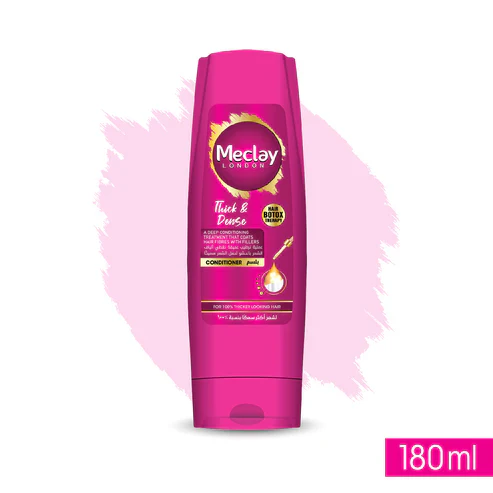 Meclay
LONDON
Thick &
Dense
HAIR
BOTOX
THERAPY
A DEEP CONDITIONING
TREATMENT THAT COATS
HAIR FIBRES WITH FILLERS
CONDITIONER بلسم
FOR 100% THICKER LOOKING HAIR
180ml